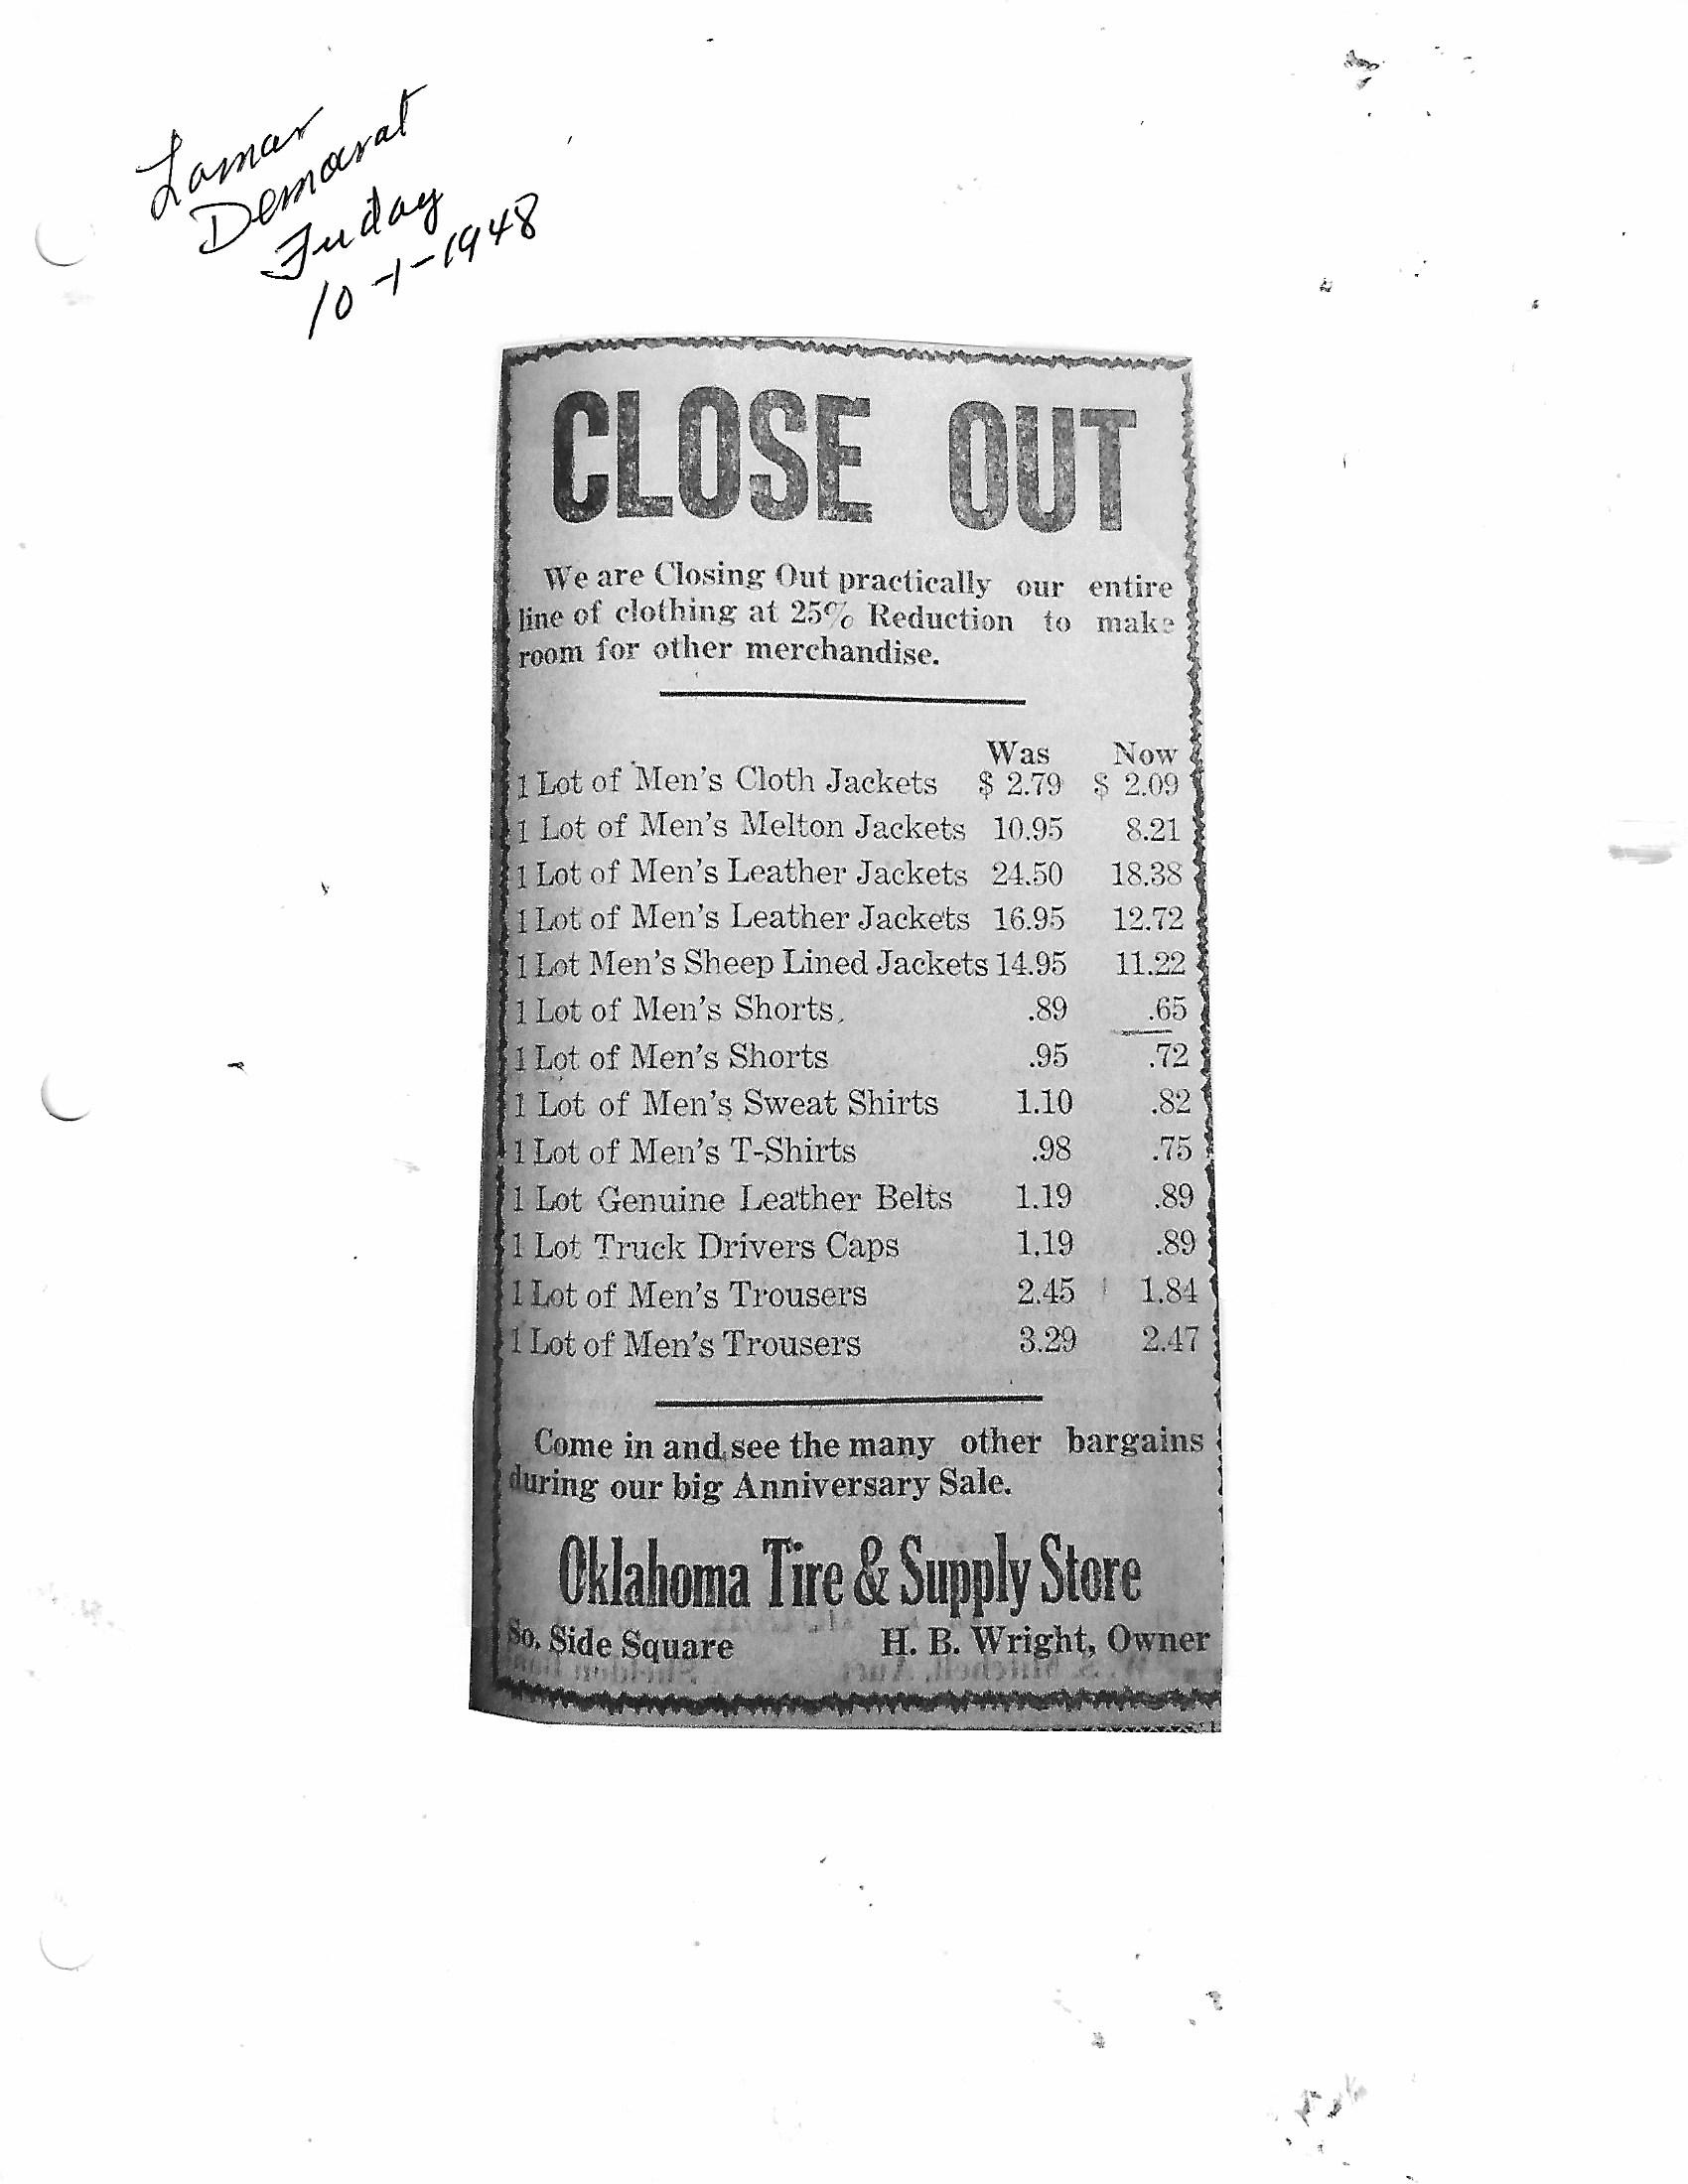 Lamar
Democrat
Friday
10-1-1948
CLOSE OUT
We are Closing Out practically our entire
line of clothing at 25% Reduction to make
room for other merchandise.
Was Now
1 Lot of Men's Cloth Jackets $ 2.79 $ 2.09
1 Lot of Men's Melton Jackets 10.95 8.21
1 Lot of Men's Leather Jackets 24.50 18.38
1 Lot of Men's Leather Jackets 16.95 12.72
1 Lot Men's Sheep Lined Jackets 14.95 11.22
1 Lot of Men's Shorts .89 .65
1 Lot of Men's Shorts .95 .72
1 Lot of Men's Sweat Shirts 1.10 .82
1 Lot of Men's T-Shirts .98 .75
1 Lot Genuine Leather Belts 1.19 .89
1 Lot Truck Drivers Caps 1.19 .89
1 Lot of Men's Trousers 2.45 1.84
1 Lot of Men's Trousers 3.29 2.47
Come in and see the many other bargains
during our big Anniversary Sale.
Oklahoma Tire & Supply Store
So. Side Square H. B. Wright, Owner